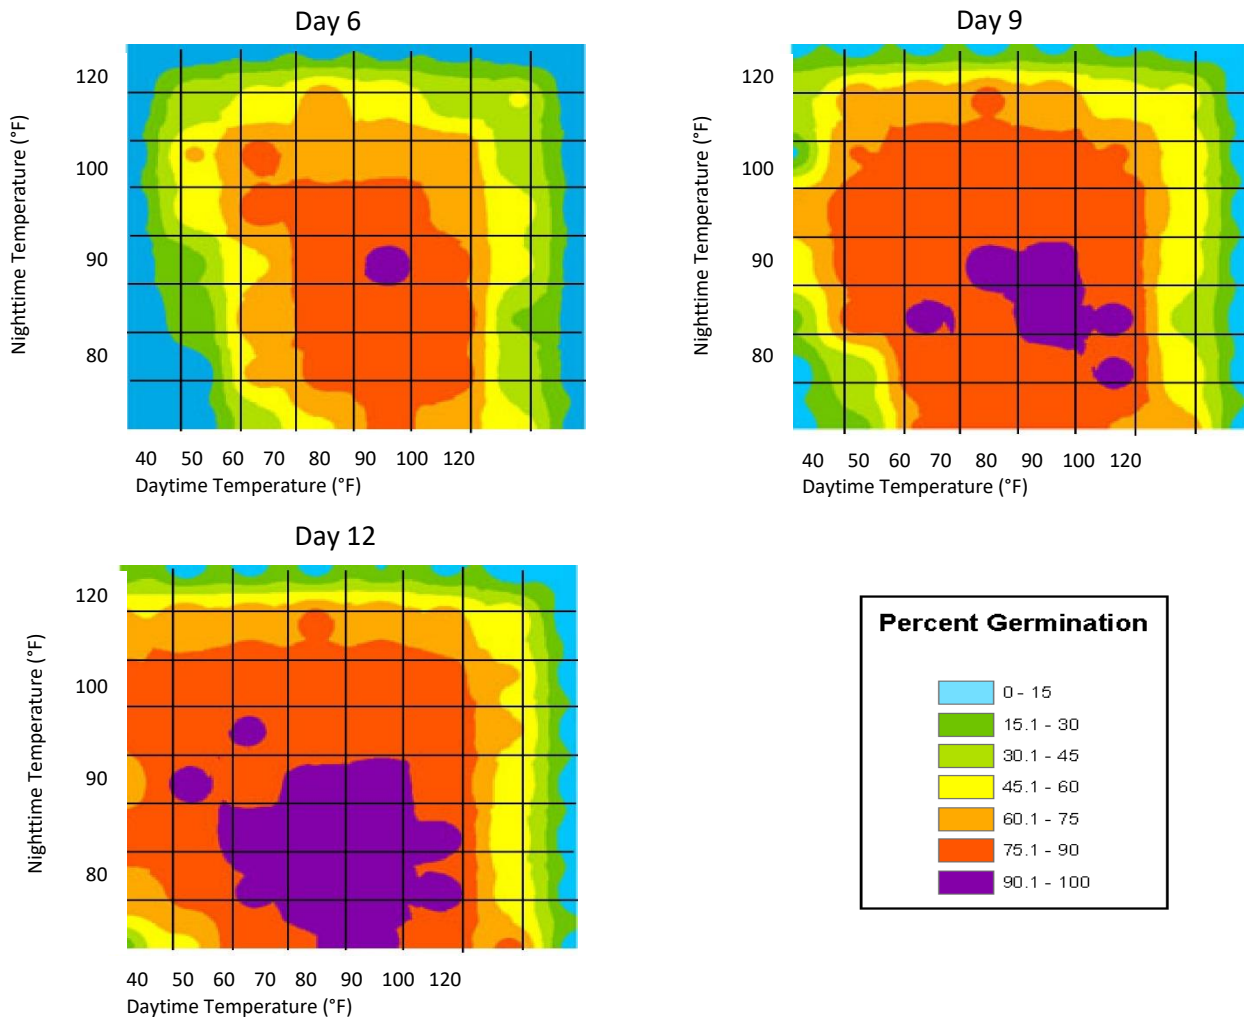 Day 6
120
100
90
80
Nighttime Temperature (°F)
40 50 60 70 80 90 100 120
Daytime Temperature (°F)
Day 9
120
100
90
80
Nighttime Temperature (°F)
40 50 60 70 80 90 100 120
Daytime Temperature (°F)
Day 12
120
100
90
80
Nighttime Temperature (°F)
40 50 60 70 80 90 100 120
Daytime Temperature (°F)
Percent Germination
0 - 15
15.1 - 30
30.1 - 45
45.1 - 60
60.1 - 75
75.1 - 90
90.1 - 100